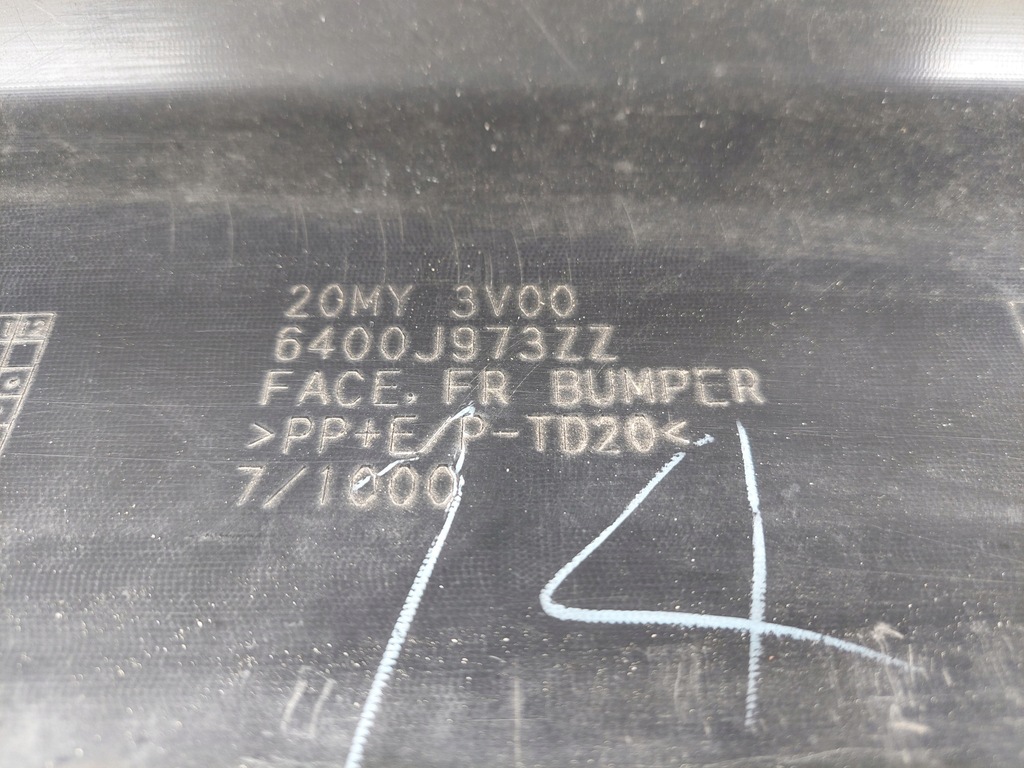 20MY 3V00
6400J973ZZ
FACE, FR BUMPER
>PP+E/P-TD20<
7/1000
14